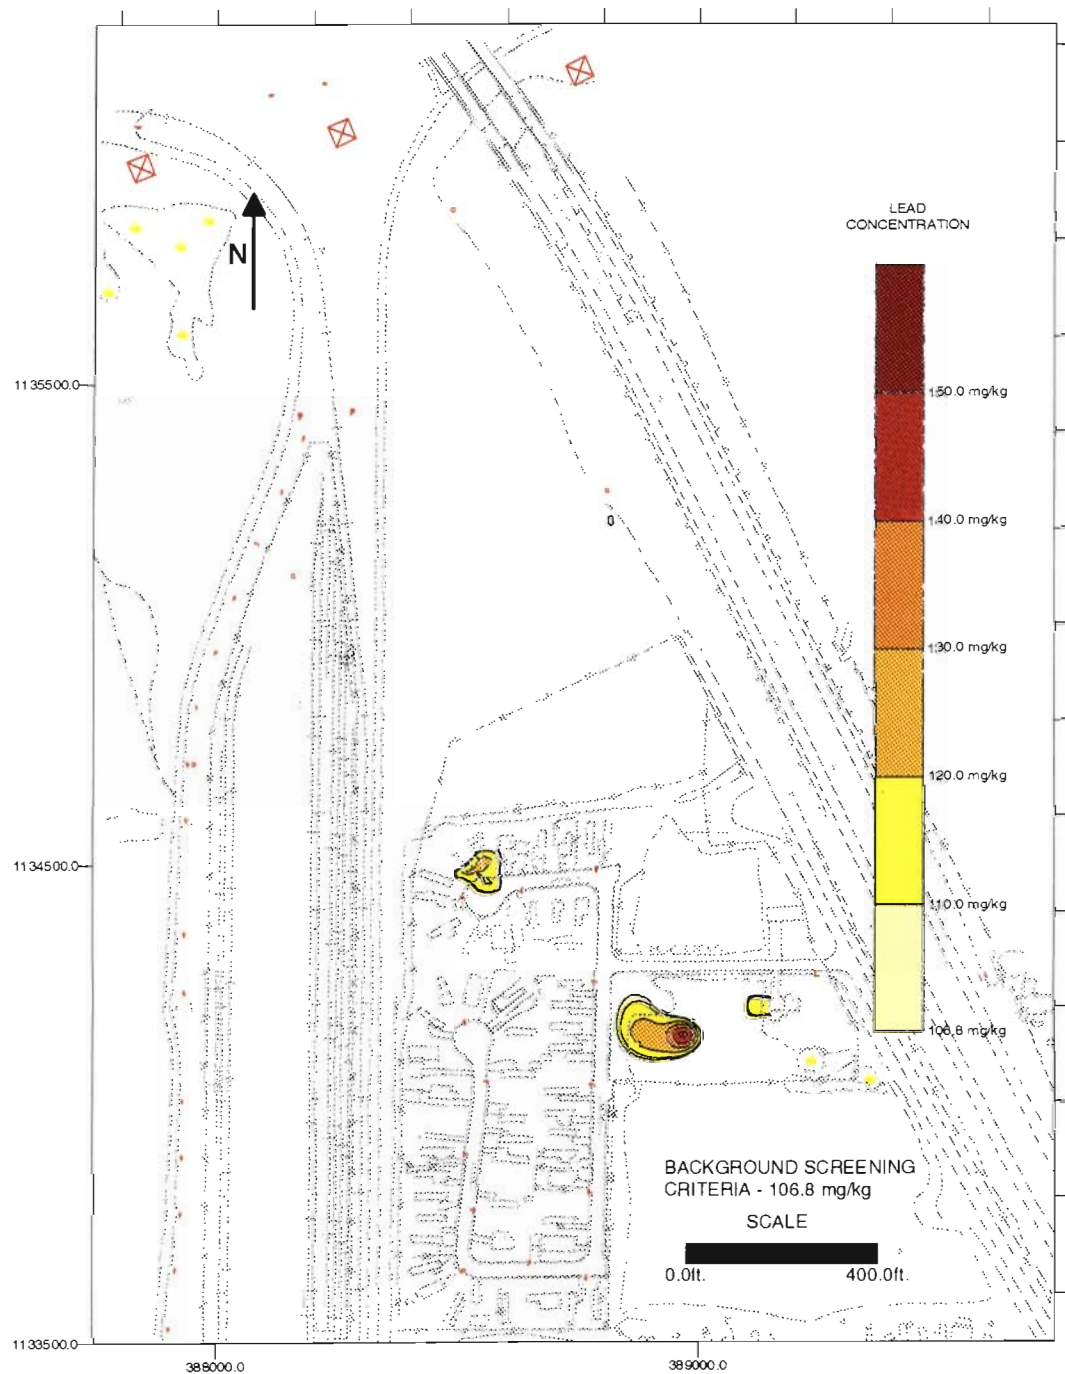 LEAD
CONCENTRATION
N
1135500.0
150.0 mg/kg
140.0 mg/kg
130.0 mg/kg
120.0 mg/kg
1134500.0
110.0 mg/kg
106.8 mg/kg
BACKGROUND SCREENING
CRITERIA - 106.8 mg/kg
SCALE
0.0ft. 400.0ft.
1133500.0
388000.0 389000.0